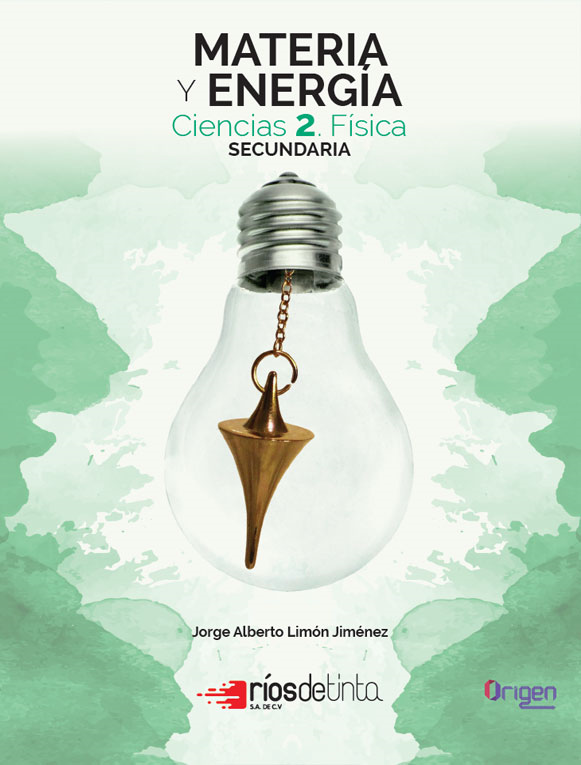 MATERIA
Y ENERGÍA
Ciencias 2. Física
SECUNDARIA
Jorge Alberto Limón Jiménez
ríosdetinta
S.A. DE C.V
Origen